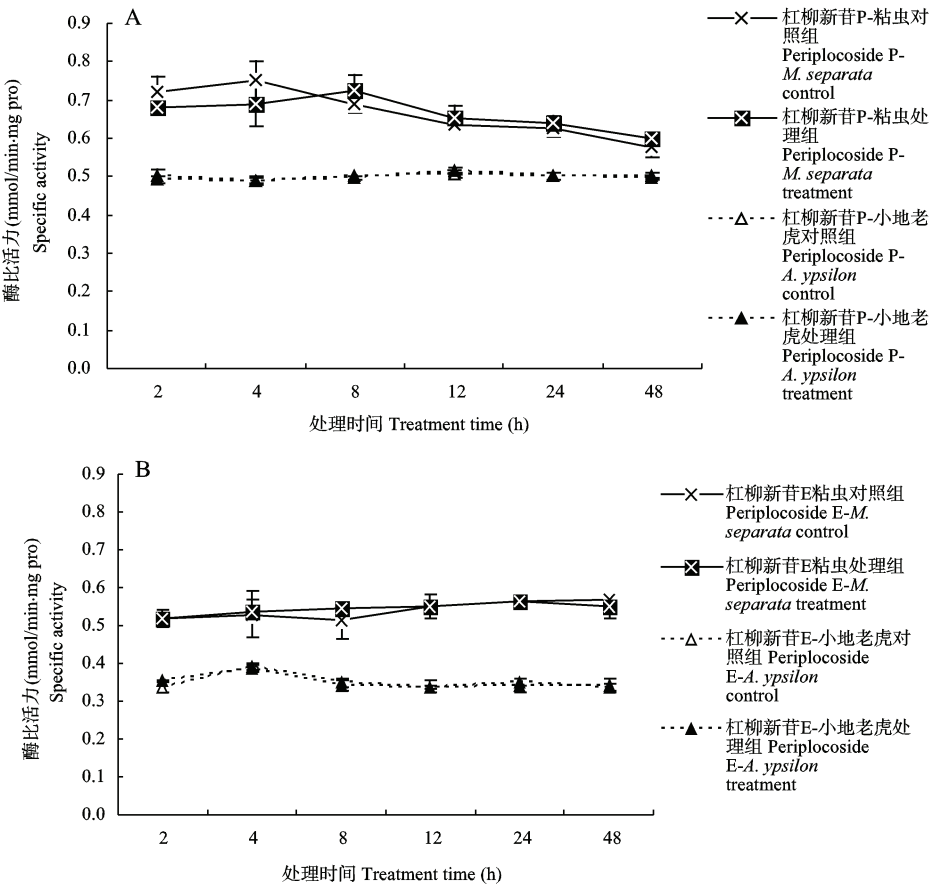 A
0.9
0.8
0.7
0.6
0.5
0.4
0.3
0.2
0.1
0.0
酶比活力(mmol/min·mg pro)
Specific activity
2 4 8 12 24 48
处理时间 Treatment time (h)
杠柳新苷P-粘虫对
照组
Periplocoside P-
M. separata
control
杠柳新苷P-粘虫处
理组
Periplocoside P-
M. separata
treatment
杠柳新苷P-小地老
虎对照组
Periplocoside P-
A. ypsilon
control
杠柳新苷P-小地老
虎处理组
Periplocoside P-
A. ypsilon
treatment
B
0.9
0.8
0.7
0.6
0.5
0.4
0.3
0.2
0.1
0.0
酶比活力(mmol/min·mg pro)
Specific activity
2 4 8 12 24 48
处理时间 Treatment time (h)
杠柳新苷E粘虫对照组
Periplocoside E-M.
separata control
杠柳新苷E粘虫处理组
Periplocoside E-M.
separata treatment
杠柳新苷E-小地老虎对
照组 Periplocoside
E-A. ypsilon
control
杠柳新苷E-小地老虎处
理组 Periplocoside
E-A. ypsilon
treatment